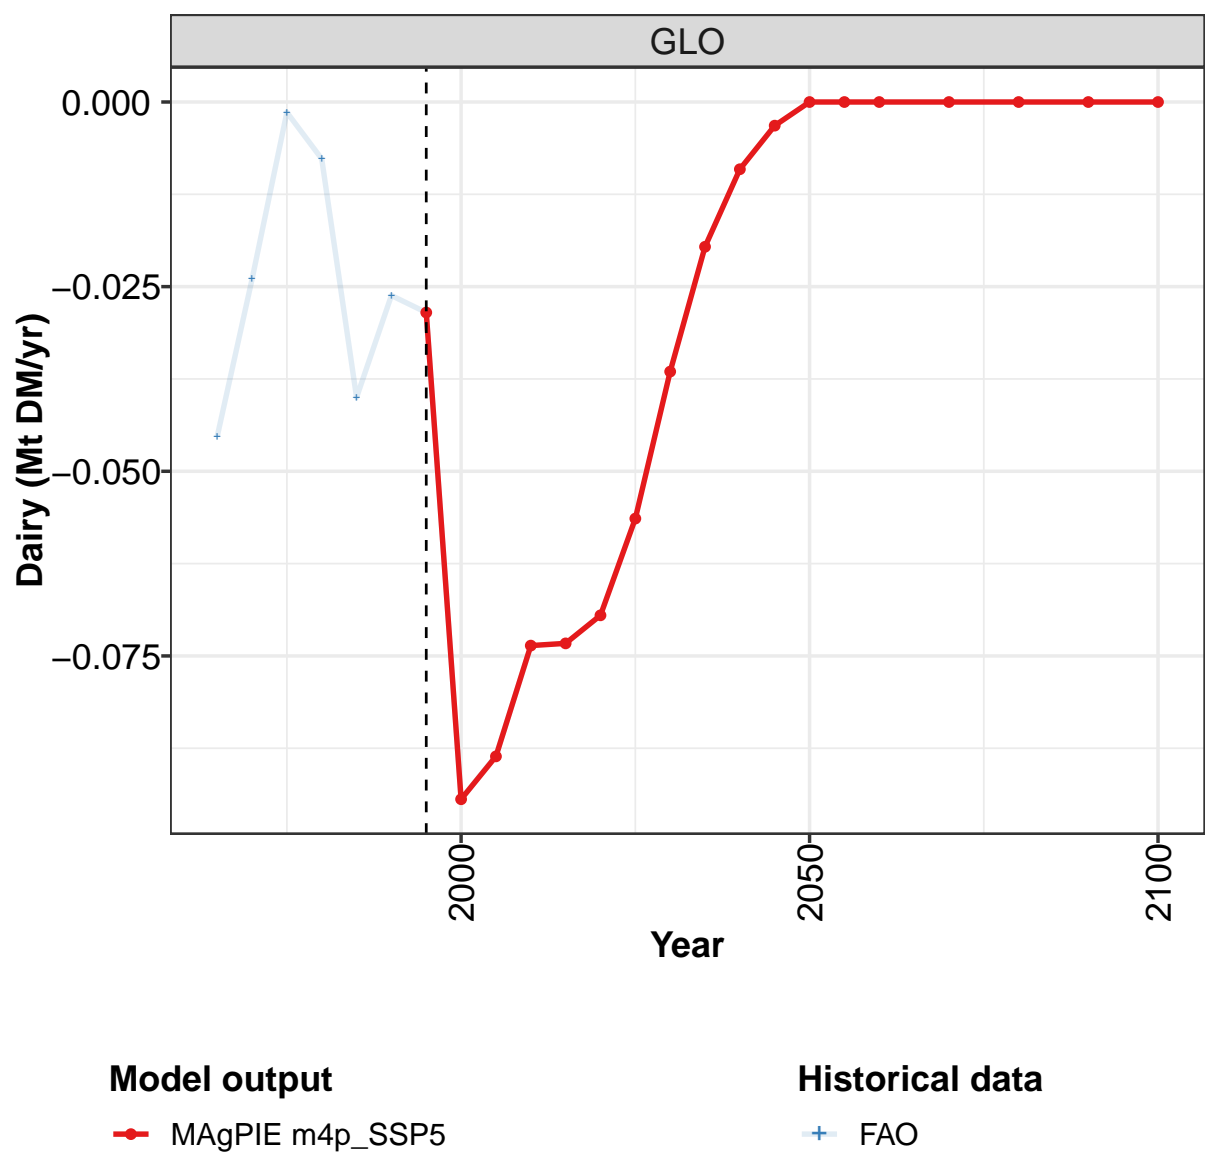 GLO
0.000
−0.025
−0.050
−0.075
Dairy (Mt DM/yr)
2000
2050
2100
Year
Model output
MAgPIE m4p_SSP5
Historical data
FAO